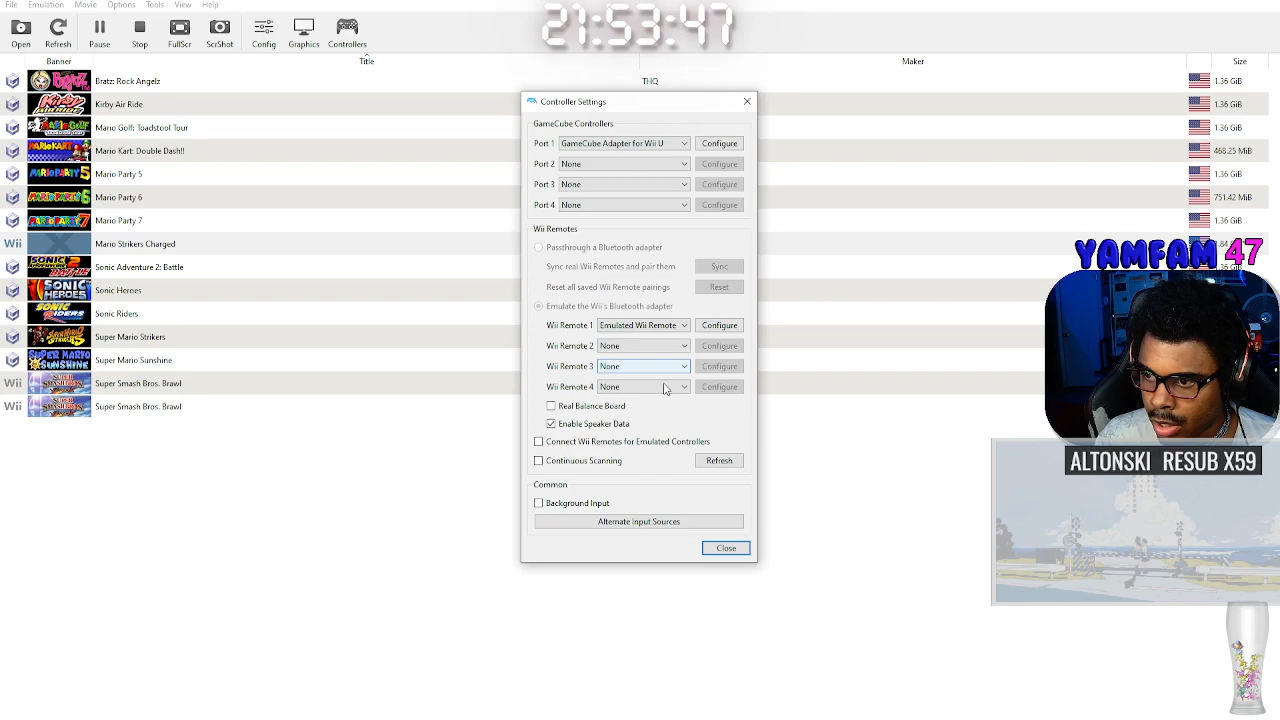 File Emulation Movie Options Tools View Help
21:53:47
Open Refresh Pause Stop FullScr ScrShot Config Graphics Controllers
Banner Title Maker Size
Bratz: Rock Angelz THQ 1.36 GiB
Kirby Air Ride 1.36 GiB
Mario Golf: Toadstool Tour 1.36 GiB
Mario Kart: Double Dash!! 468.25 MiB
Mario Party 5 1.36 GiB
Mario Party 6 751.42 MiB
Mario Party 7 1.36 GiB
Wii Mario Strikers Charged
Sonic Adventure 2: Battle
Sonic Heroes
Sonic Riders
Super Mario Strikers
Super Mario Sunshine
Wii Super Smash Bros. Brawl
Wii Super Smash Bros. Brawl
Controller Settings
GameCube Controllers
Port 1 GameCube Adapter for Wii U Configure
Port 2 None Configure
Port 3 None Configure
Port 4 None Configure
Wii Remotes
Passthrough a Bluetooth adapter
Sync real Wii Remotes and pair them Sync
Reset all saved Wii Remote pairings Reset
Emulate the Wii's Bluetooth adapter
Wii Remote 1 Emulated Wii Remote Configure
Wii Remote 2 None Configure
Wii Remote 3 None Configure
Wii Remote 4 None Configure
Real Balance Board
Enable Speaker Data
Connect Wii Remotes for Emulated Controllers
Continuous Scanning Refresh
Common
Background Input
Alternate Input Sources
Close
YAMFAM 47
ALTONSKI RESUB X59